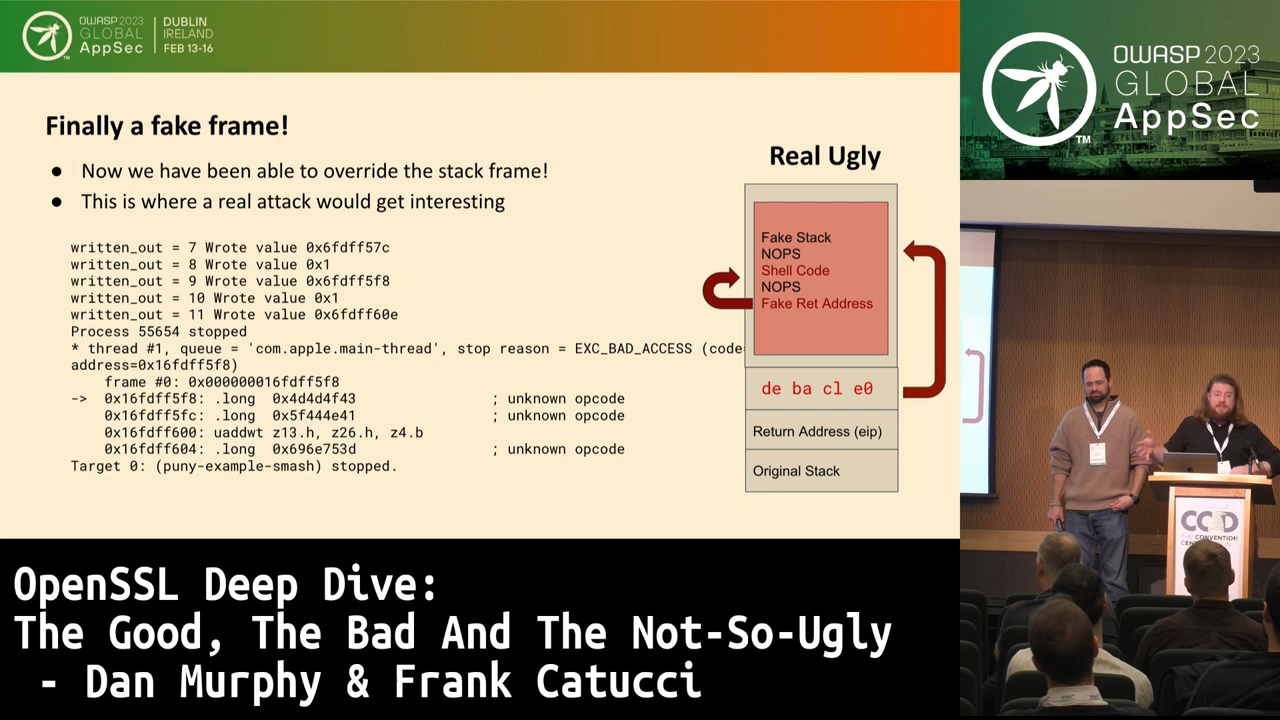 OWASP 2023
GLOBAL
AppSec
DUBLIN
IRELAND
FEB 13-16
TM
Finally a fake frame!
● Now we have been able to override the stack frame!
● This is where a real attack would get interesting
written_out = 7 Wrote value 0x6fdff57c
written_out = 8 Wrote value 0x1
written_out = 9 Wrote value 0x6fdff5f8
written_out = 10 Wrote value 0x1
written_out = 11 Wrote value 0x6fdff60e
Process 55654 stopped
* thread #1, queue = 'com.apple.main-thread', stop reason = EXC_BAD_ACCESS (code=
address=0x16fdff5f8)
frame #0: 0x000000016fdff5f8
-> 0x16fdff5f8: .long 0x4d4d4f43 ; unknown opcode
0x16fdff5fc: .long 0x5f444e41 ; unknown opcode
0x16fdff600: uaddwt z13.h, z26.h, z4.b
0x16fdff604: .long 0x696e753d ; unknown opcode
Target 0: (puny-example-smash) stopped.
Real Ugly
Fake Stack
NOPS
Shell Code
NOPS
Fake Ret Address
de ba cl e0
Return Address (eip)
Original Stack
OWASP 2023
GLOBAL
AppSec
TM
CCD
THE CONVENTION
OpenSSL Deep Dive:
The Good, The Bad And The Not-So-Ugly
- Dan Murphy & Frank Catucci